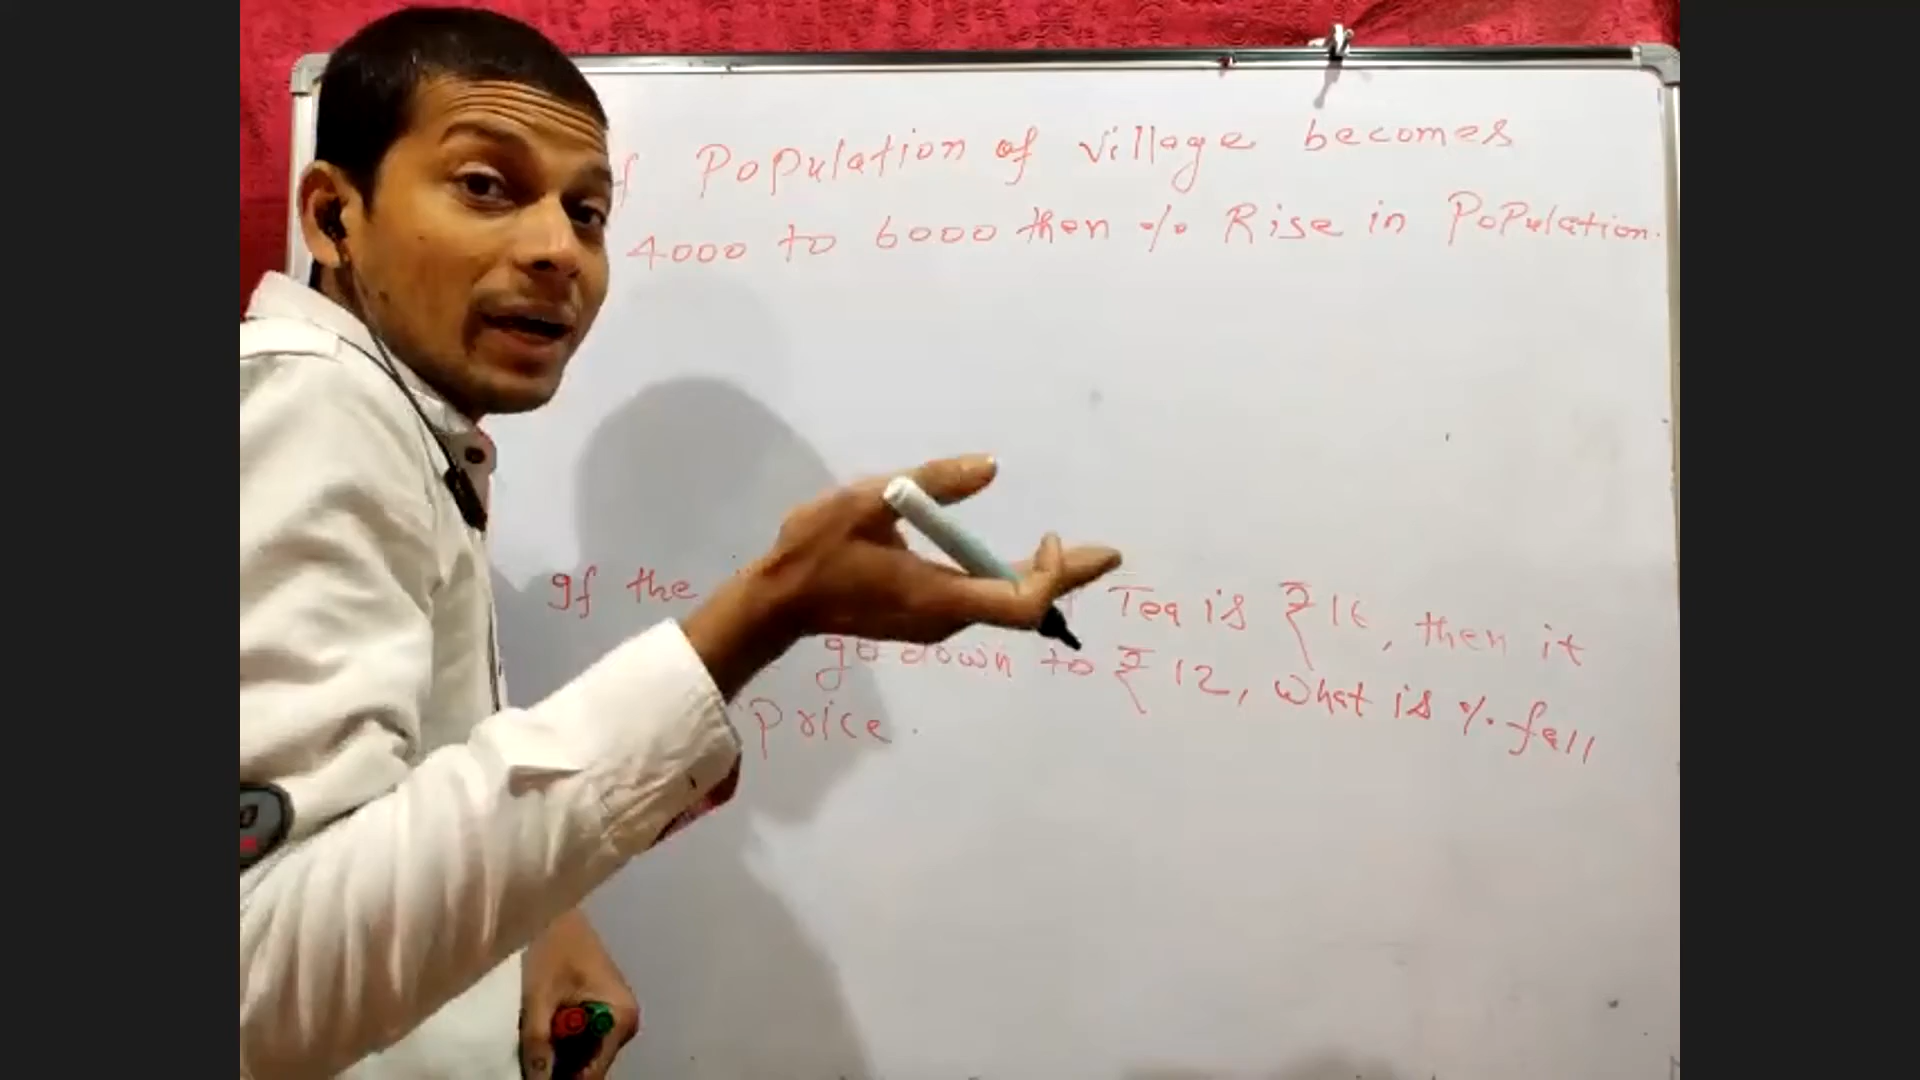 Population of village becomes
4000 to 6000 then % Rise in Population.
If the Tea is ₹16, then it
go down to ₹12, what is % fall
Price.